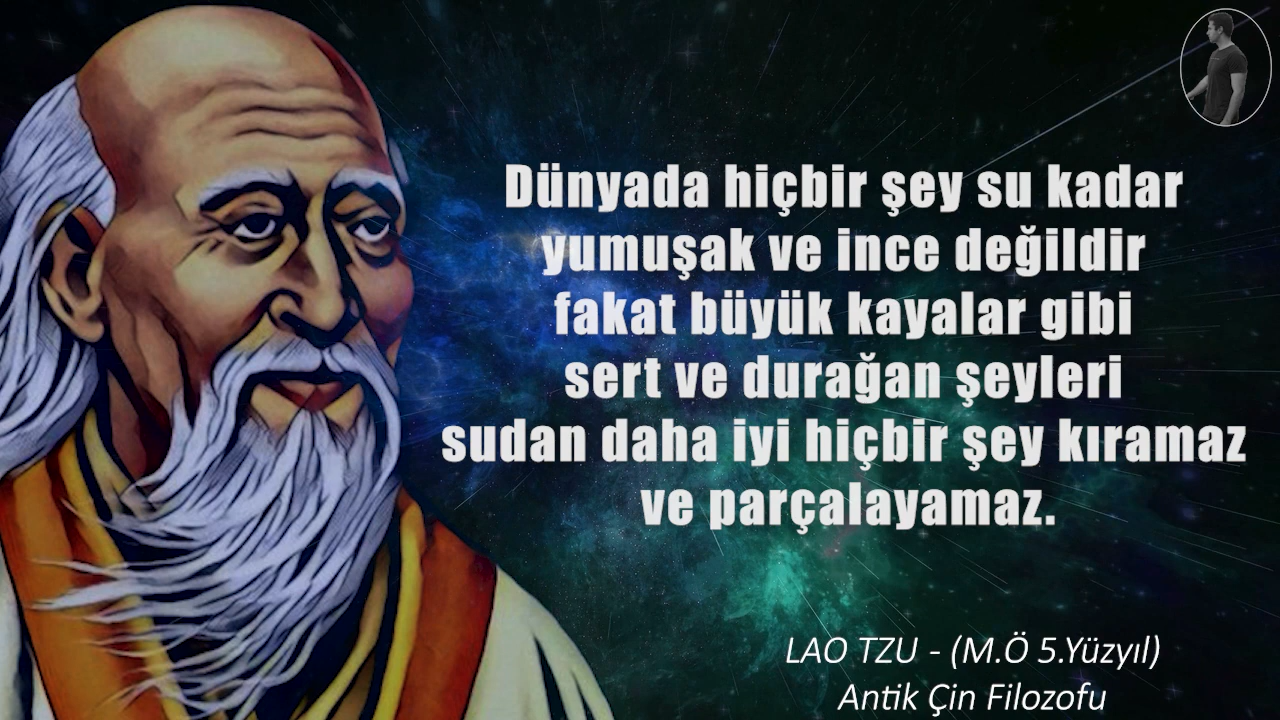 Dünyada hiçbir şey su kadar
yumuşak ve ince değildir
fakat büyük kayalar gibi
sert ve durağan şeyleri
sudan daha iyi hiçbir şey kıramaz
ve parçalayamaz.
LAO TZU - (M.Ö 5.Yüzyıl)
Antik Çin Filozofu